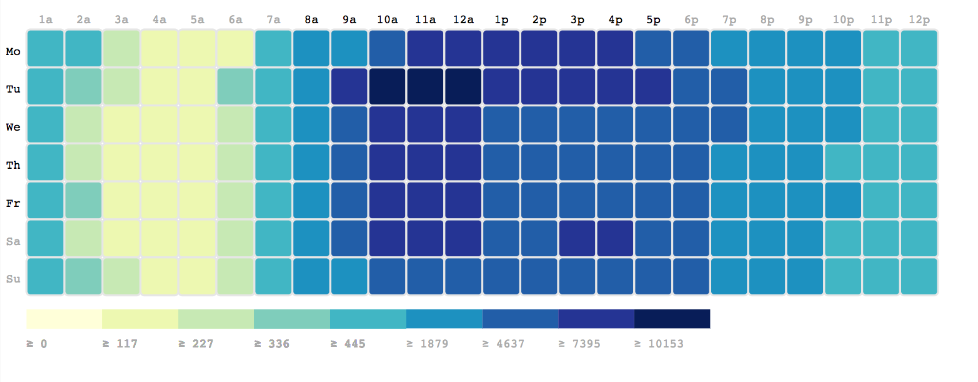 1a 2a 3a 4a 5a 6a 7a 8a 9a 10a 11a 12a 1p 2p 3p 4p 5p 6p 7p 8p 9p 10p 11p 12p
Mo
Tu
We
Th
Fr
Sa
Su
≥ 0 ≥ 117 ≥ 227 ≥ 336 ≥ 445 ≥ 1879 ≥ 4637 ≥ 7395 ≥ 10153